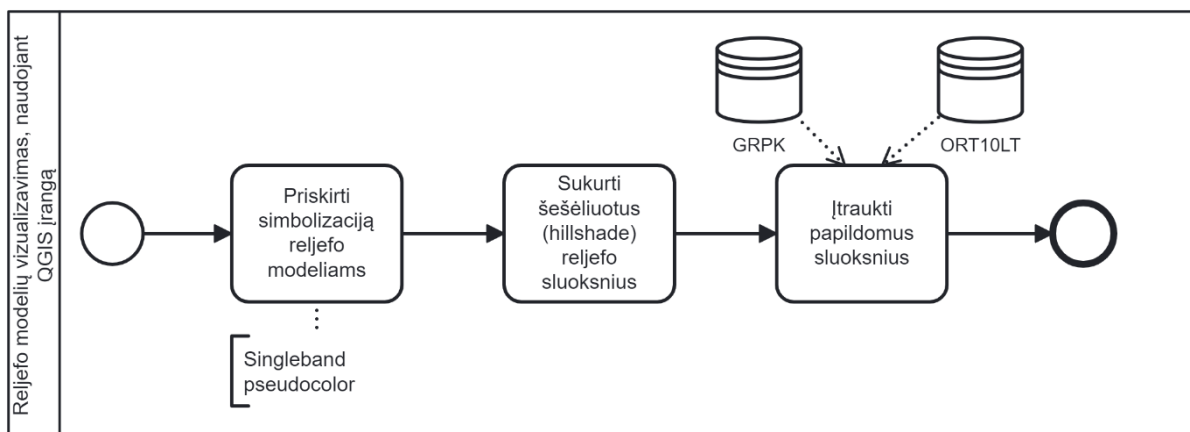 Reljefo modelių vizualizavimas, naudojant
QGIS įrangą
GRPK
ORT10LT
Priskirti
simbolizaciją
reljefo
modeliams
Sukurti
šešėliuotus
(hillshade)
reljefo
sluoksnius
Įtraukti
papildomus
sluoksnius
Singleband
pseudocolor